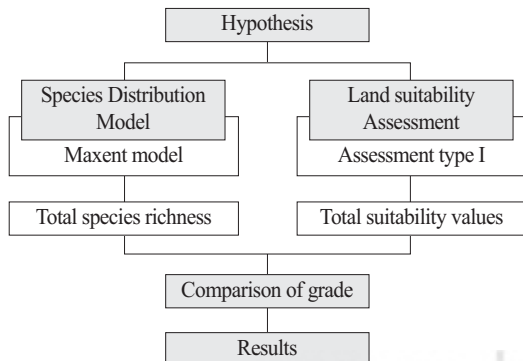 Hypothesis
Species Distribution
Model
Maxent model
Land suitability
Assessment
Assessment type I
Total species richness
Total suitability values
Comparison of grade
Results